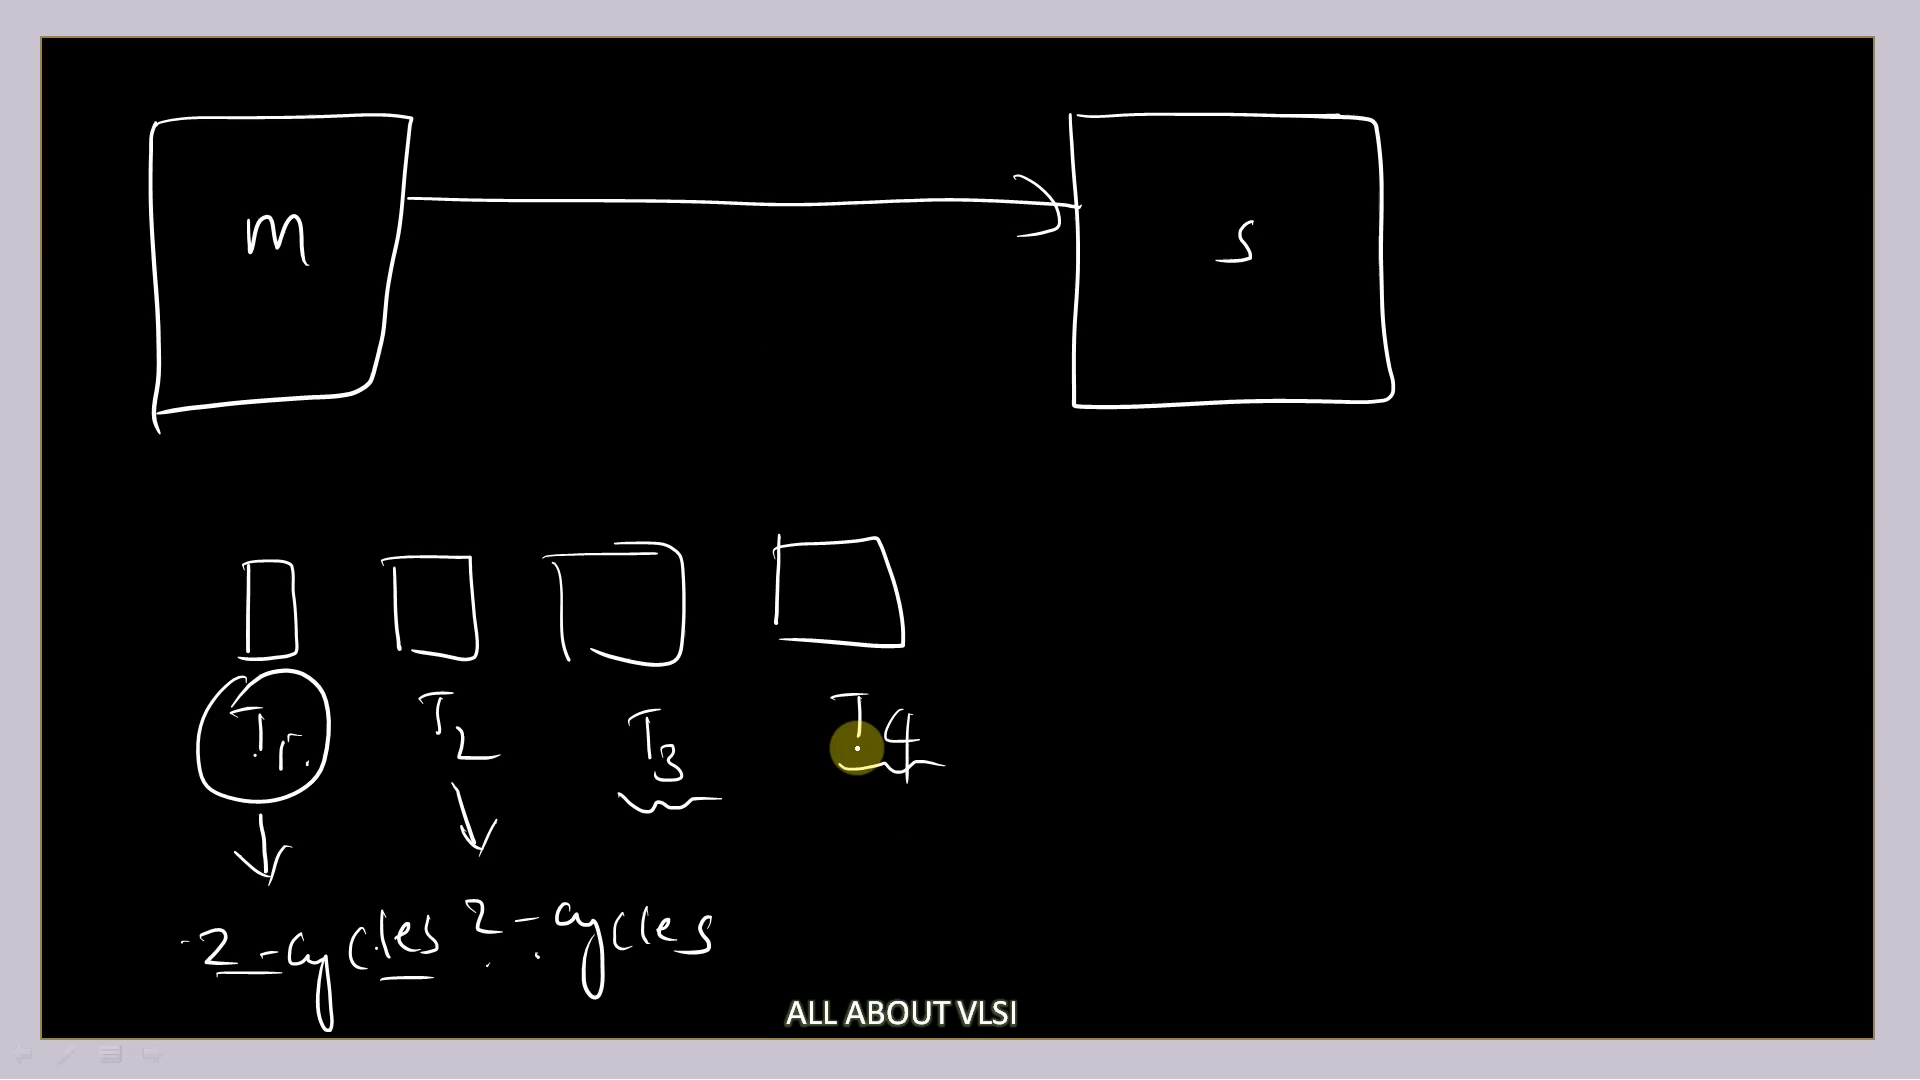 m
S
T1. T2 T3 T4
2-cycles 2-cycles
ALL ABOUT VLSI